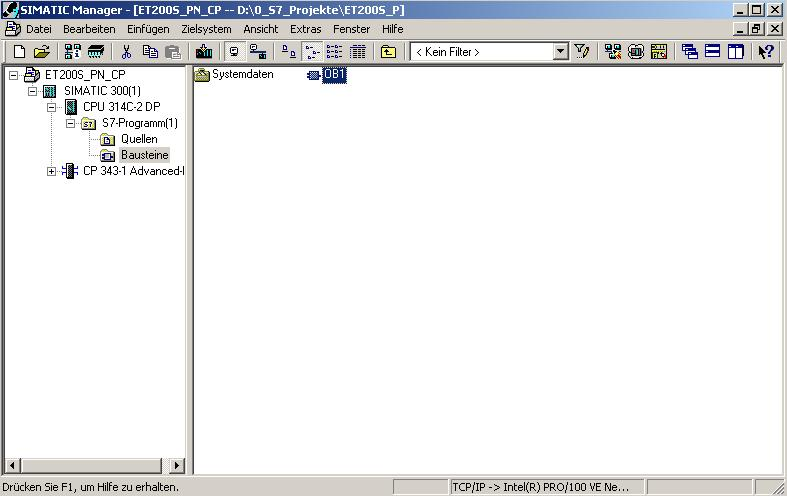 SIMATIC Manager - [ET200S_PN_CP -- D:\0_S7_Projekte\ET200S_P]
Datei Bearbeiten Einfügen Zielsystem Ansicht Extras Fenster Hilfe
< Kein Filter >
ET200S_PN_CP
SIMATIC 300(1)
CPU 314C-2 DP
S7-Programm(1)
Quellen
Bausteine
CP 343-1 Advanced-I
Systemdaten OB1
Drücken Sie F1, um Hilfe zu erhalten. TCP/IP -> Intel(R) PRO/100 VE Ne...